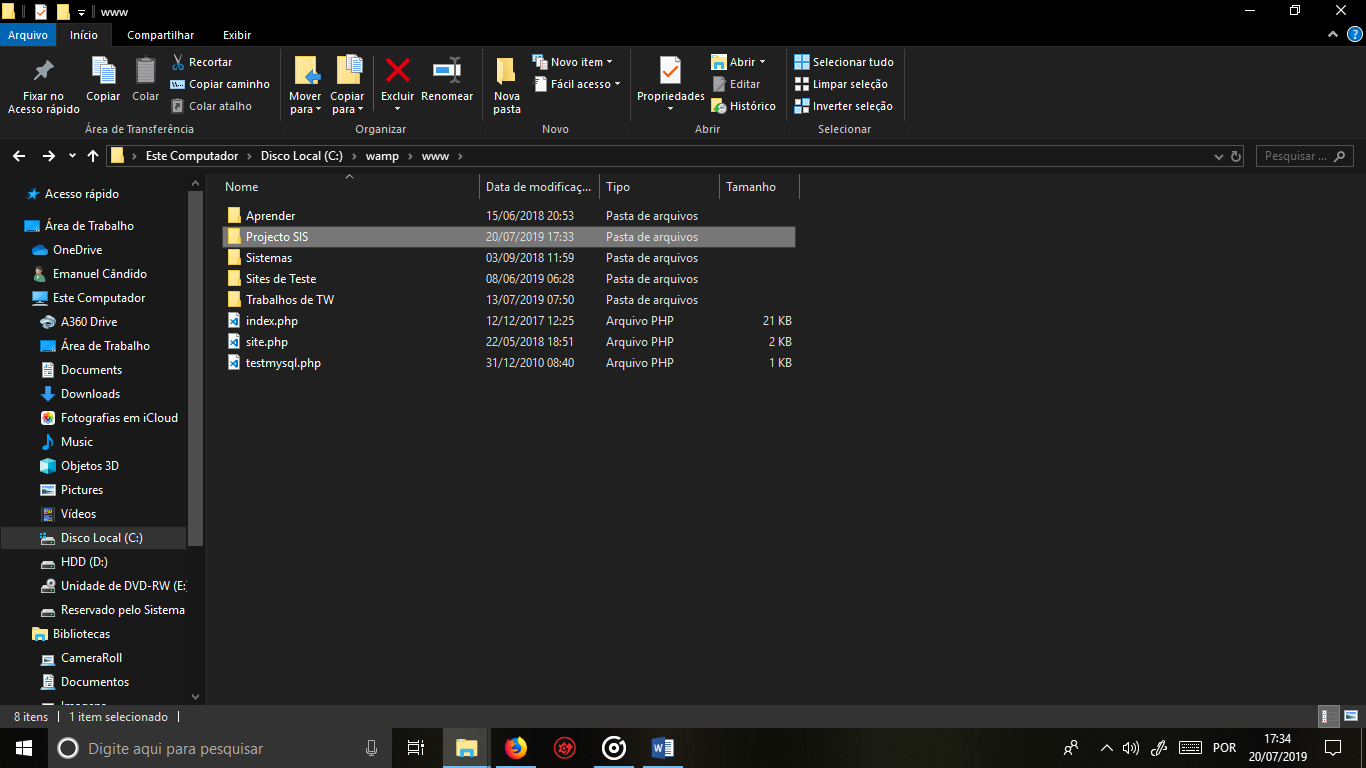 www
Arquivo Início Compartilhar Exibir
Fixar no Acesso rápido
Copiar
Colar
Recortar
Copiar caminho
Colar atalho
Área de Transferência
Mover para
Copiar para
Excluir
Renomear
Organizar
Nova pasta
Novo item
Fácil acesso
Novo
Propriedades
Abrir
Editar
Histórico
Abrir
Selecionar tudo
Limpar seleção
Inverter seleção
Selecionar
Este Computador > Disco Local (C:) > wamp > www >
Pesquisar ...
Nome Data de modificaç... Tipo Tamanho
Aprender 15/06/2018 20:53 Pasta de arquivos
Projecto SIS 20/07/2019 17:33 Pasta de arquivos
Sistemas 03/09/2018 11:59 Pasta de arquivos
Sites de Teste 08/06/2019 06:28 Pasta de arquivos
Trabalhos de TW 13/07/2019 07:50 Pasta de arquivos
index.php 12/12/2017 12:25 Arquivo PHP 21 KB
site.php 22/05/2018 18:51 Arquivo PHP 2 KB
testmysql.php 31/12/2010 08:40 Arquivo PHP 1 KB
Acesso rápido
Área de Trabalho
OneDrive
Emanuel Cândido
Este Computador
A360 Drive
Área de Trabalho
Documents
Downloads
Fotografias em iCloud
Music
Objetos 3D
Pictures
Vídeos
Disco Local (C:)
HDD (D:)
Unidade de DVD-RW (E:
Reservado pelo Sistema
Bibliotecas
CameraRoll
Documentos
8 itens 1 item selecionado
Digite aqui para pesquisar
POR
17:34
20/07/2019